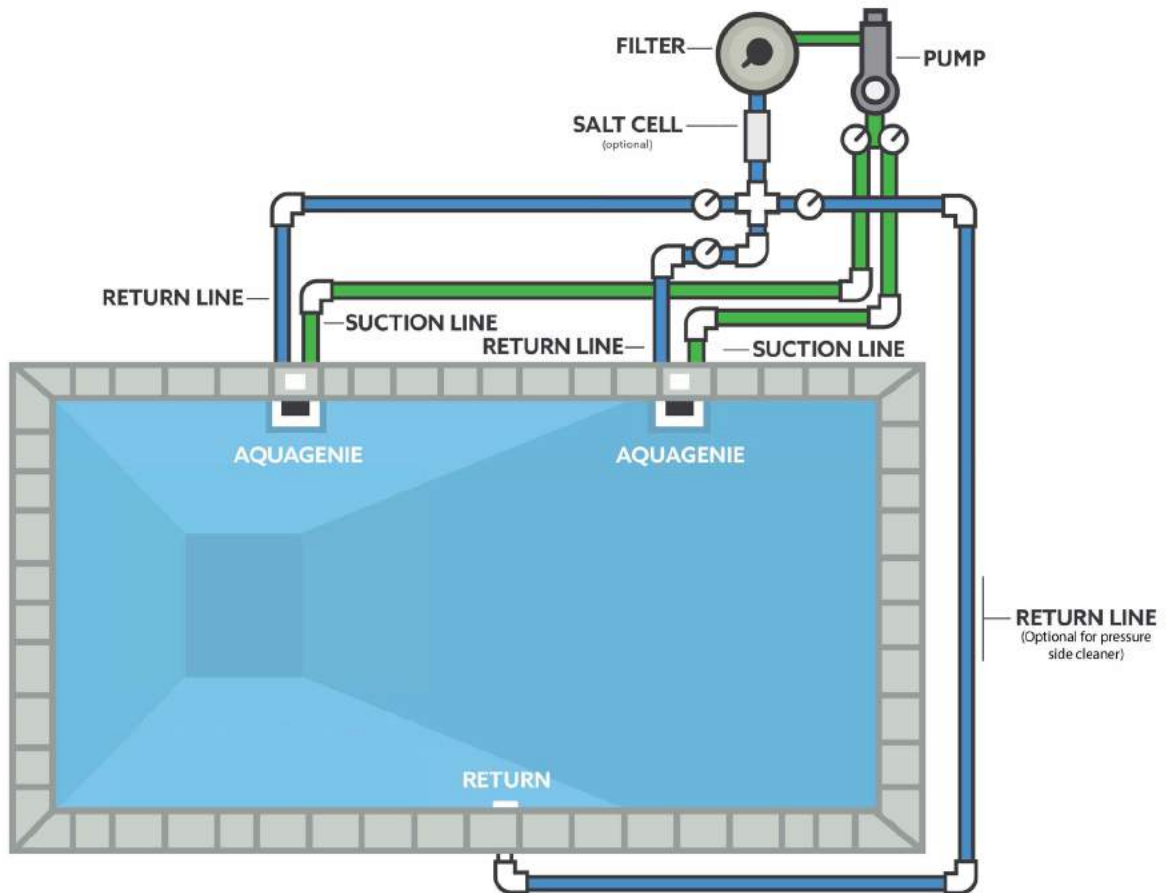 FILTER
PUMP
SALT CELL
(optional)
RETURN LINE
SUCTION LINE
RETURN LINE
SUCTION LINE
AQUAGENIE
AQUAGENIE
RETURN LINE
(Optional for pressure
side cleaner)
RETURN